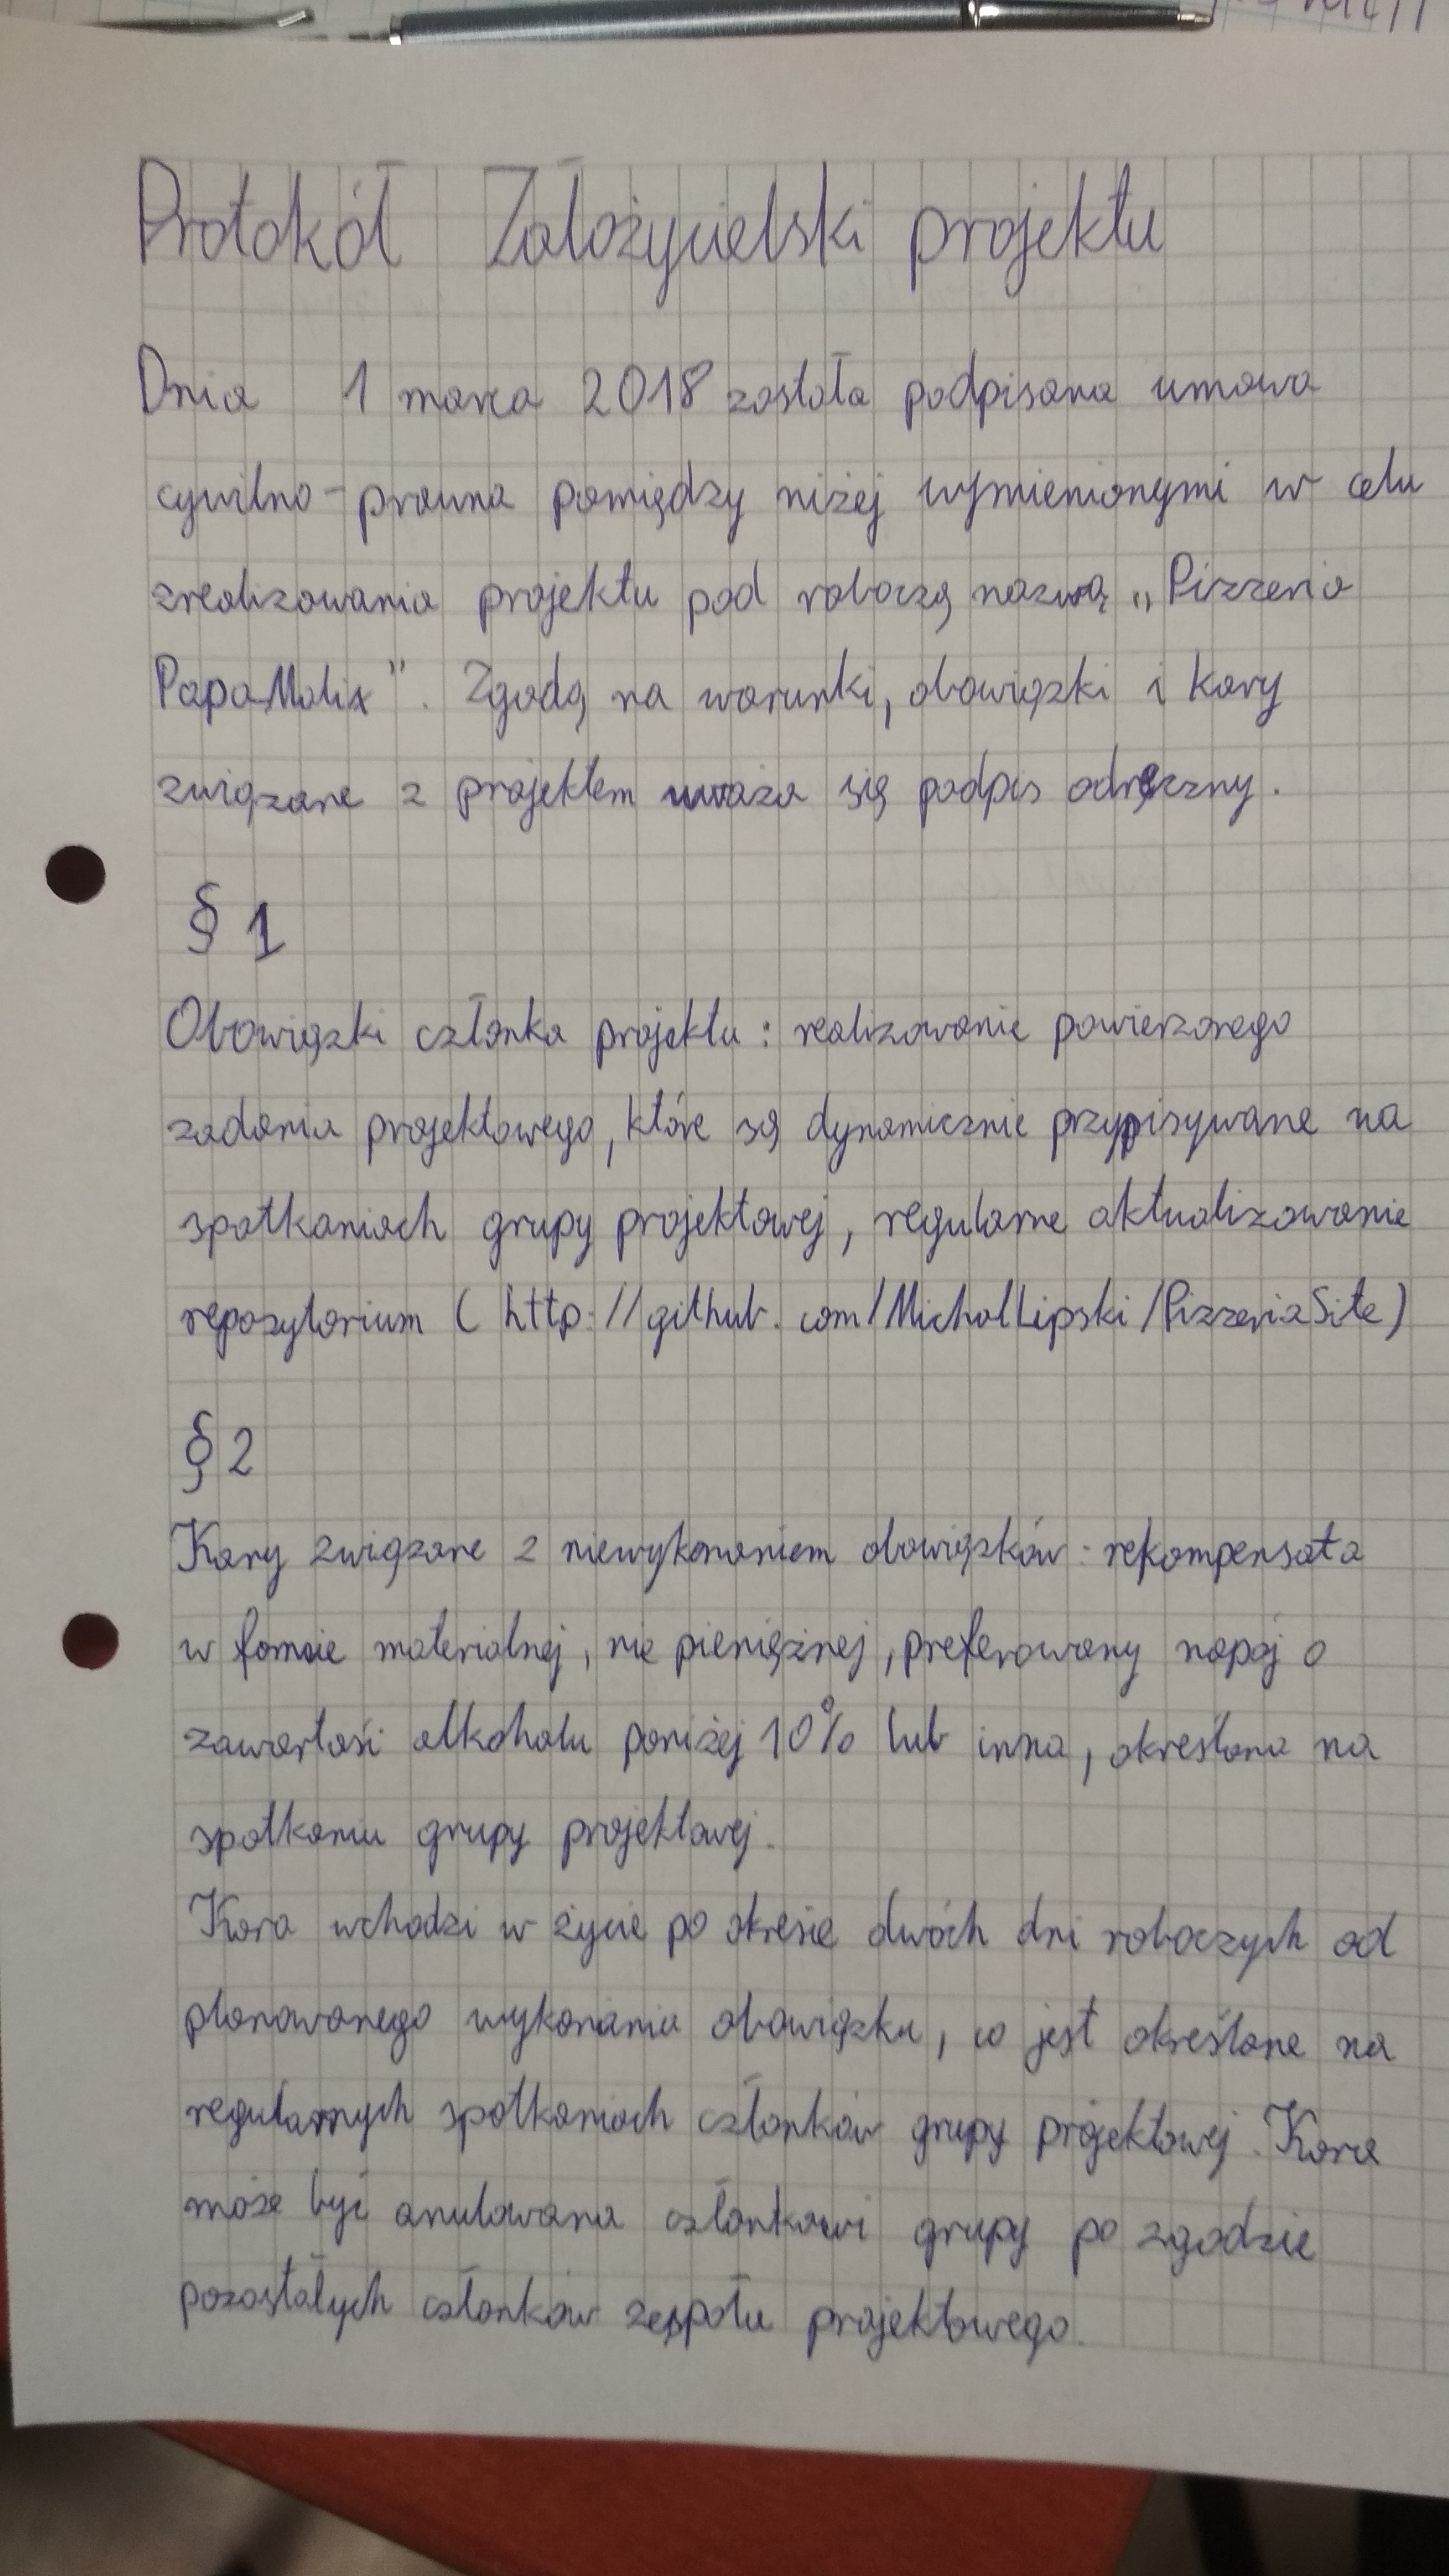 Protokół Założycielski projektu
Dnia 1 marca 2018 została podpisana umowa
cywilno-prawna pomiędzy niżej wymienionymi w celu
zrealizowania projektu pod roboczą nazwą „Pizzeria
PapaMalix". Zgodą na warunki, obowiązki i kary
związane z projektem uważa się podpis odręczny.
§ 1
Obowiązki członka projektu: realizowanie powierzonego
zadania projektowego, które są dynamicznie przypisywane na
spotkaniach grupy projektowej, regularne aktualizowanie
repozytorium (http://github.com/MichalLipski/PizzeriaSite)
§ 2
Kary związane z niewykonaniem obowiązków: rekompensata
w formie materialnej, nie pieniężnej, preferowany napój o
zawartości alkoholu poniżej 10% lub inna, określona na
spotkaniu grupy projektowej.
Kara wchodzi w życie po okresie dwóch dni roboczych od
planowanego wykonania obowiązku, co jest określone na
regularnych spotkaniach członków grupy projektowej. Kara
może być anulowana członkowi grupy po zgodzie
pozostałych członków zespołu projektowego.